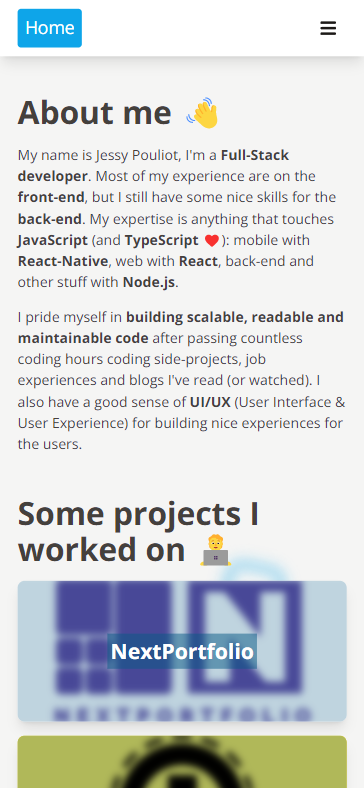 Home
About me 👋
My name is Jessy Pouliot, I'm a Full-Stack
developer. Most of my experience are on the
front-end, but I still have some nice skills for the
back-end. My expertise is anything that touches
JavaScript (and TypeScript ❤️): mobile with
React-Native, web with React, back-end and
other stuff with Node.js.
I pride myself in building scalable, readable and
maintainable code after passing countless
coding hours coding side-projects, job
experiences and blogs I've read (or watched). I
also have a good sense of UI/UX (User Interface &
User Experience) for building nice experiences for
the users.
Some projects I
worked on 🧑‍💻
N
NextPortfolio
NEXTPORTFOLIO